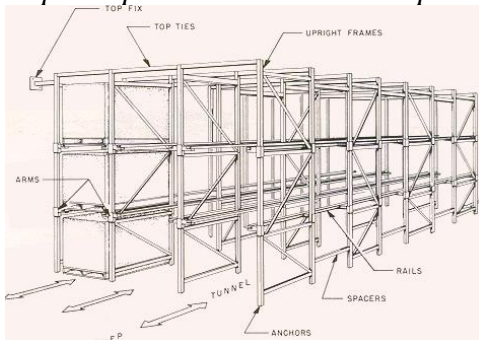 TOP FIX
TOP TIES
UPRIGHT FRAMES
ARMS
RAILS
SPACERS
TUNNEL
ANCHORS